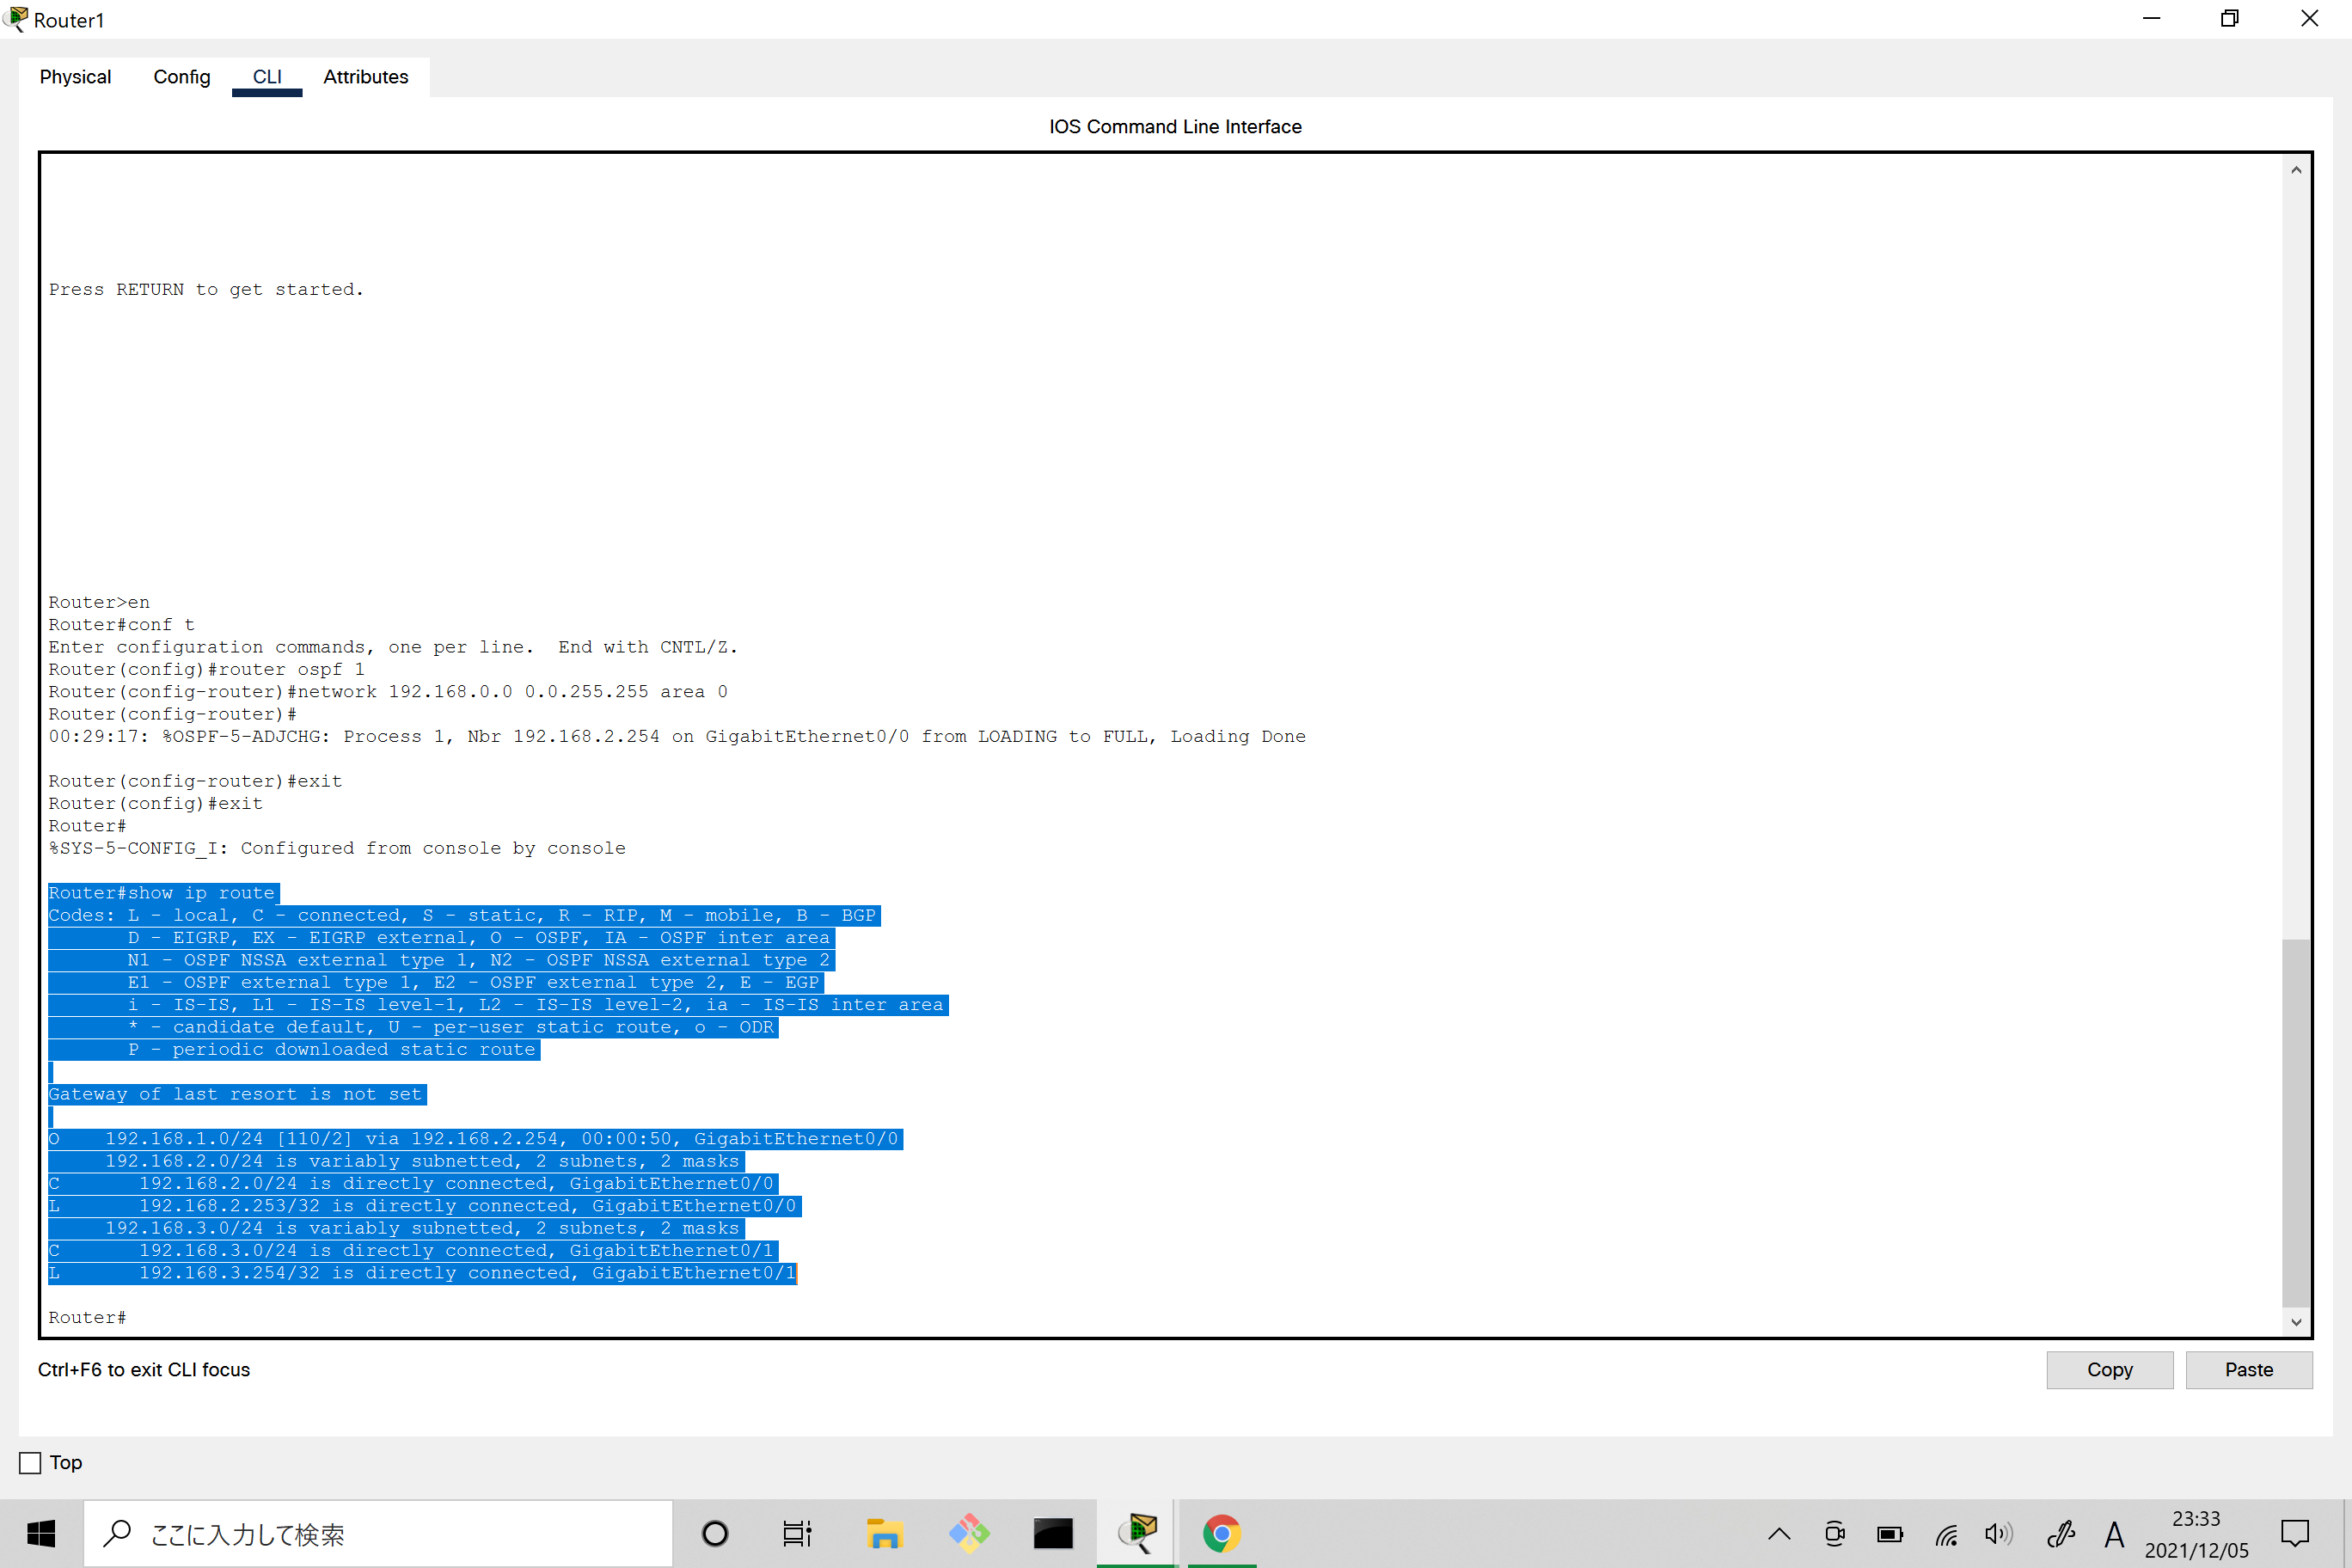 Router1
Physical Config CLI Attributes
IOS Command Line Interface
Press RETURN to get started.
Router>en
Router#conf t
Enter configuration commands, one per line.  End with CNTL/Z.
Router(config)#router ospf 1
Router(config-router)#network 192.168.0.0 0.0.255.255 area 0
Router(config-router)#
00:29:17: %OSPF-5-ADJCHG: Process 1, Nbr 192.168.2.254 on GigabitEthernet0/0 from LOADING to FULL, Loading Done
Router(config-router)#exit
Router(config)#exit
Router#
%SYS-5-CONFIG_I: Configured from console by console
Router#show ip route
Codes: L - local, C - connected, S - static, R - RIP, M - mobile, B - BGP
       D - EIGRP, EX - EIGRP external, O - OSPF, IA - OSPF inter area
       N1 - OSPF NSSA external type 1, N2 - OSPF NSSA external type 2
       E1 - OSPF external type 1, E2 - OSPF external type 2, E - EGP
       i - IS-IS, L1 - IS-IS level-1, L2 - IS-IS level-2, ia - IS-IS inter area
       * - candidate default, U - per-user static route, o - ODR
       P - periodic downloaded static route
Gateway of last resort is not set
O    192.168.1.0/24 [110/2] via 192.168.2.254, 00:00:50, GigabitEthernet0/0
     192.168.2.0/24 is variably subnetted, 2 subnets, 2 masks
C       192.168.2.0/24 is directly connected, GigabitEthernet0/0
L       192.168.2.253/32 is directly connected, GigabitEthernet0/0
     192.168.3.0/24 is variably subnetted, 2 subnets, 2 masks
C       192.168.3.0/24 is directly connected, GigabitEthernet0/1
L       192.168.3.254/32 is directly connected, GigabitEthernet0/1
Router#
Ctrl+F6 to exit CLI focus
Copy Paste
Top
ここに入力して検索
A
23:33
2021/12/05